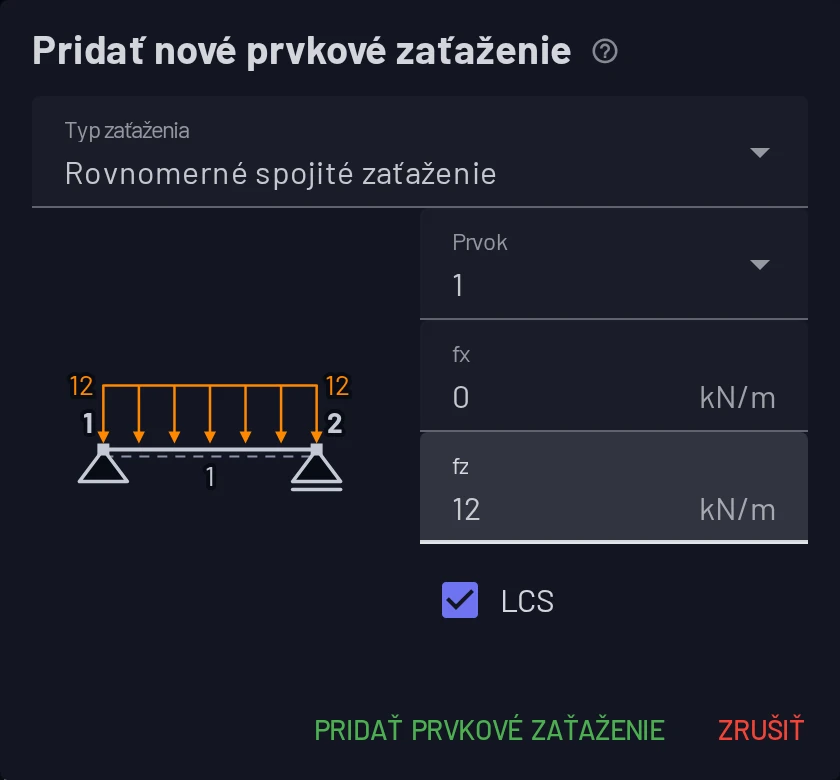 Pridať nové prvkové zaťaženie ?
Typ zaťaženia
Rovnomerné spojité zaťaženie
Prvok
1
fx
0 kN/m
fz
12 kN/m
12 12
1 2
1
LCS
PRIDAŤ PRVKOVÉ ZAŤAŽENIE ZRUŠIŤ